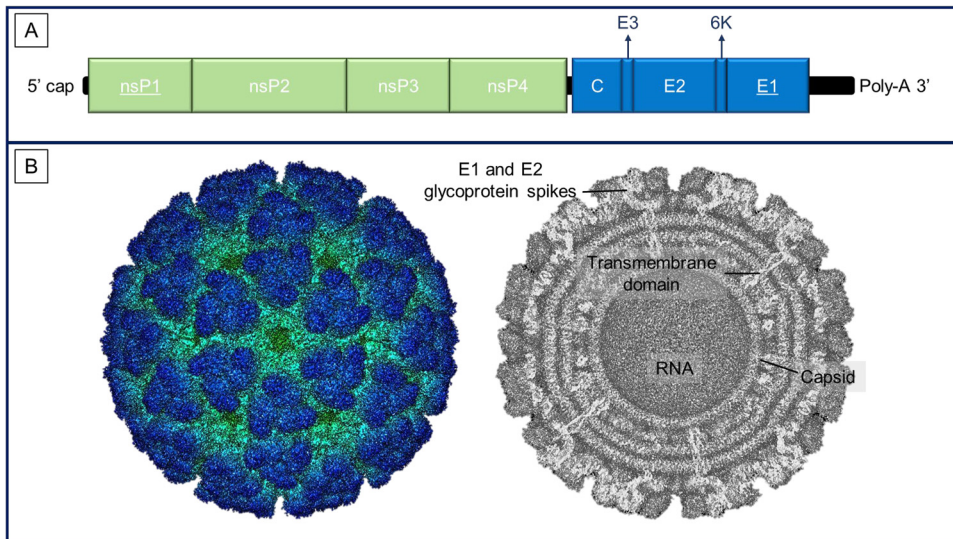 A
E3
6K
5’ cap
nsP1
nsP2
nsP3
nsP4
C
E2
E1
Poly-A 3’
B
E1 and E2
glycoprotein spikes
Transmembrane
domain
RNA
Capsid